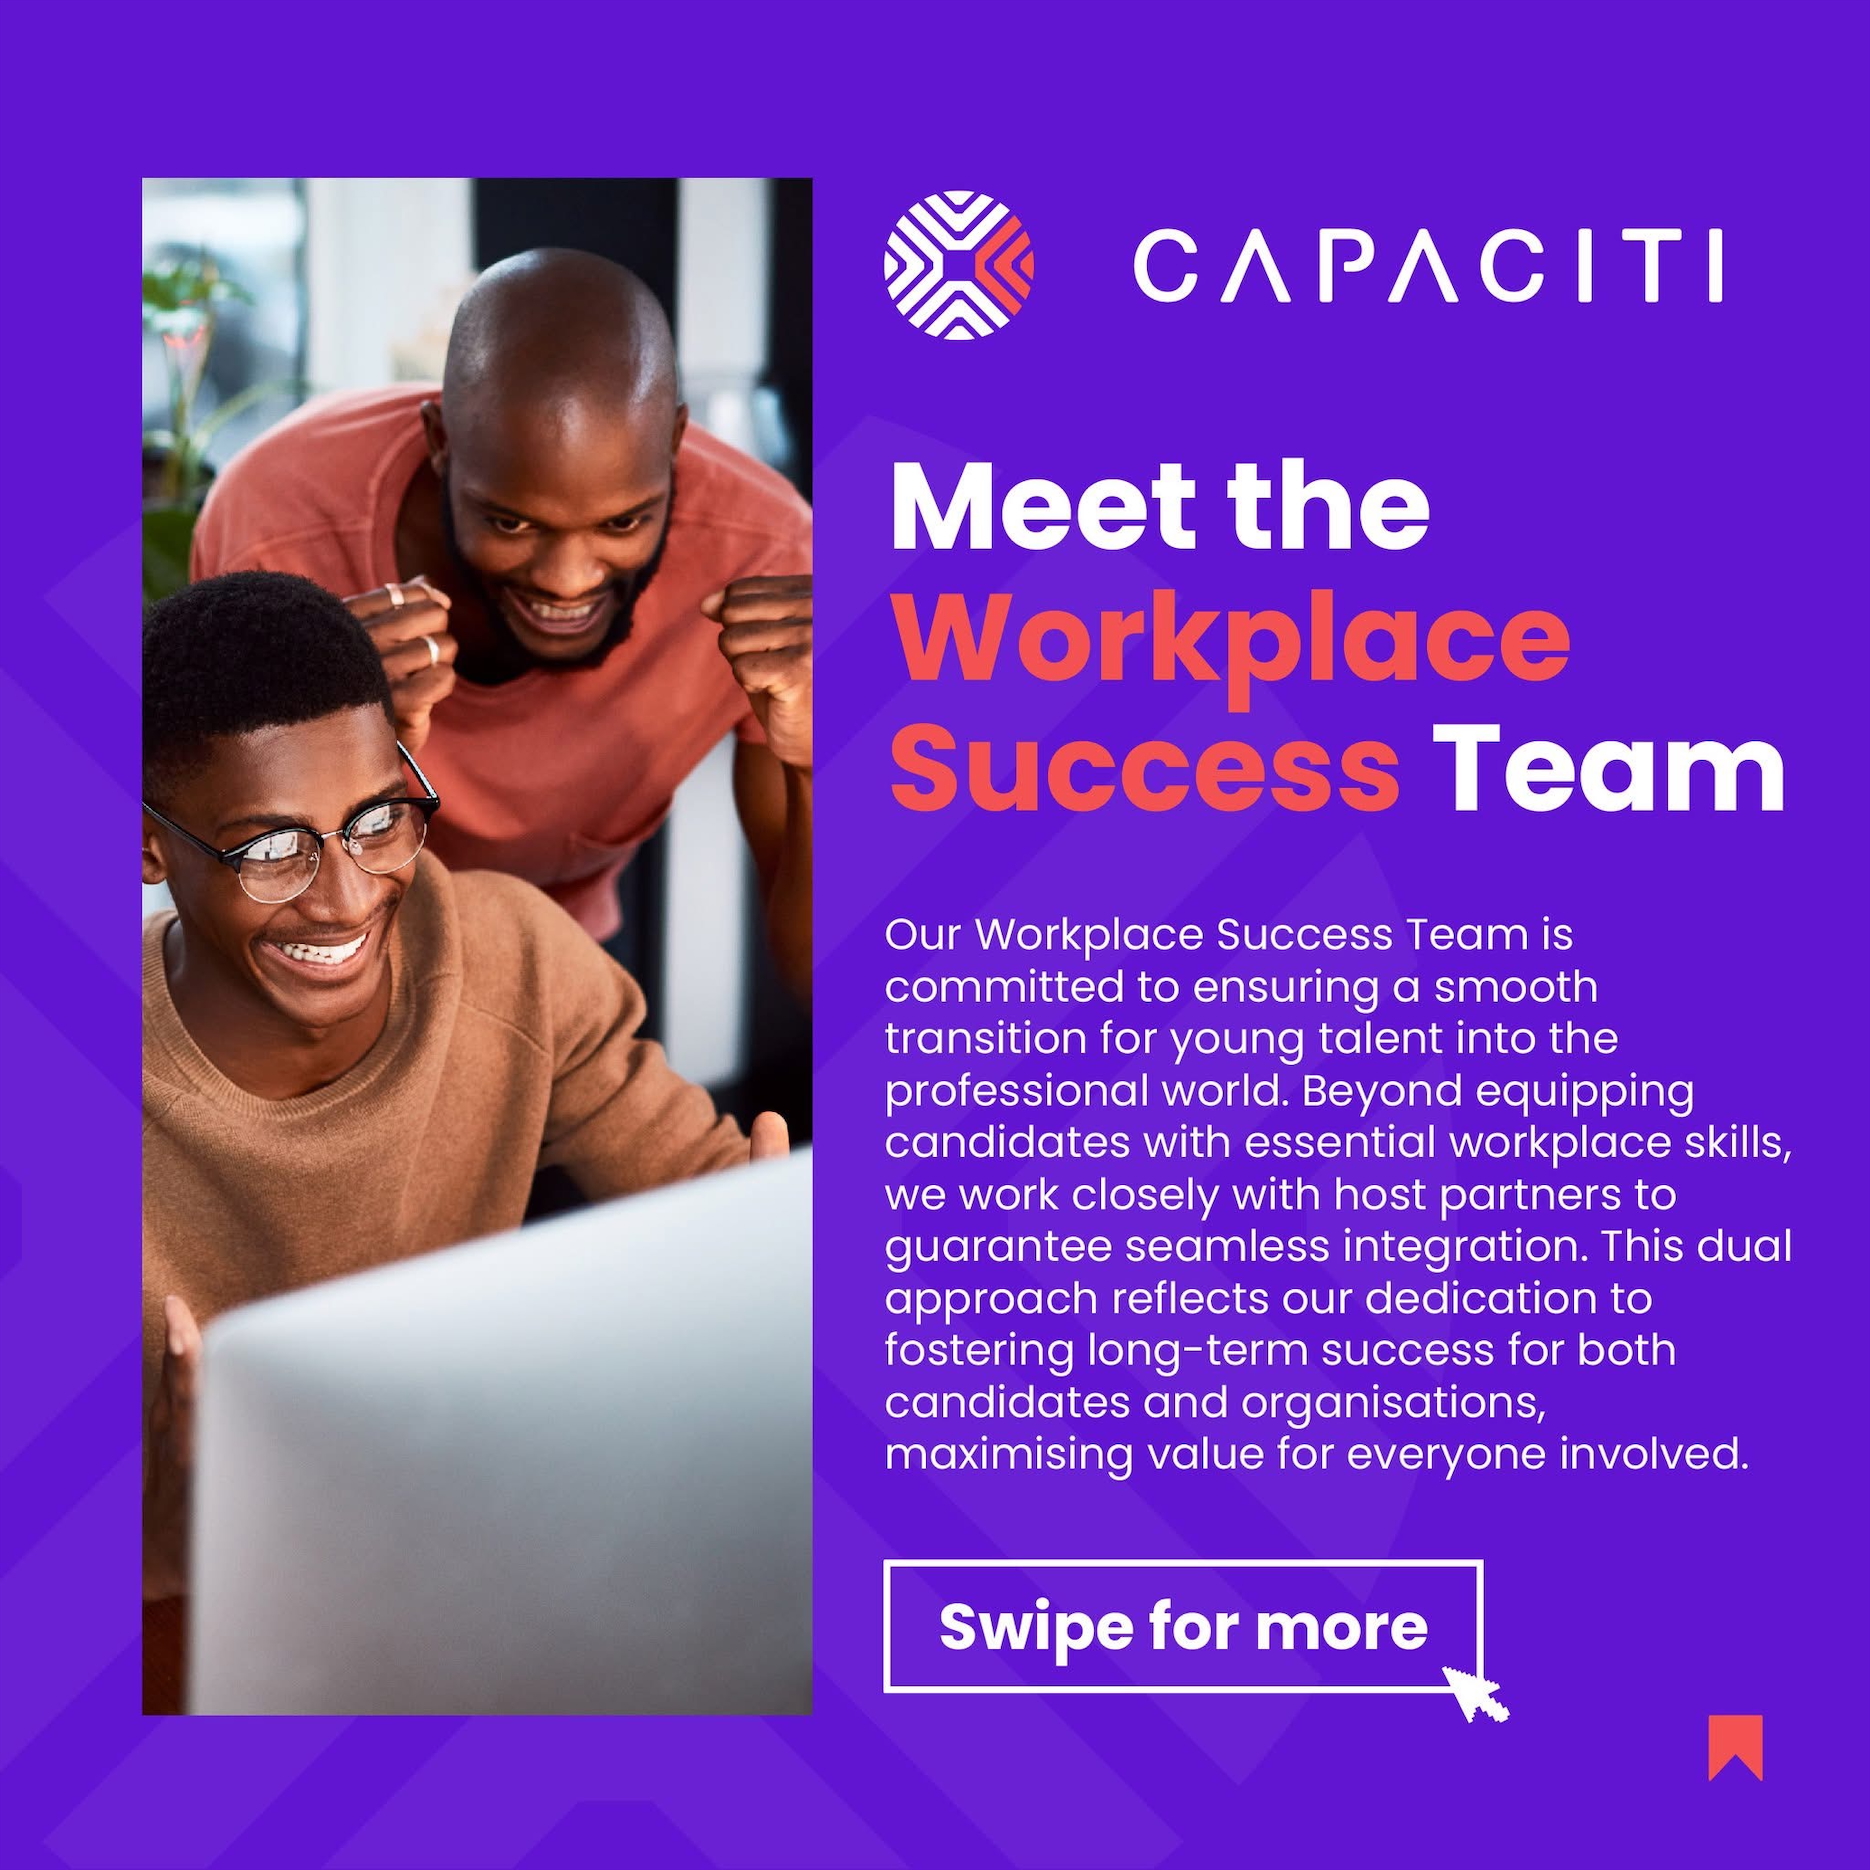 CAPACITI
Meet the
Workplace
Success Team
Our Workplace Success Team is
committed to ensuring a smooth
transition for young talent into the
professional world. Beyond equipping
candidates with essential workplace skills,
we work closely with host partners to
guarantee seamless integration. This dual
approach reflects our dedication to
fostering long-term success for both
candidates and organisations,
maximising value for everyone involved.
Swipe for more